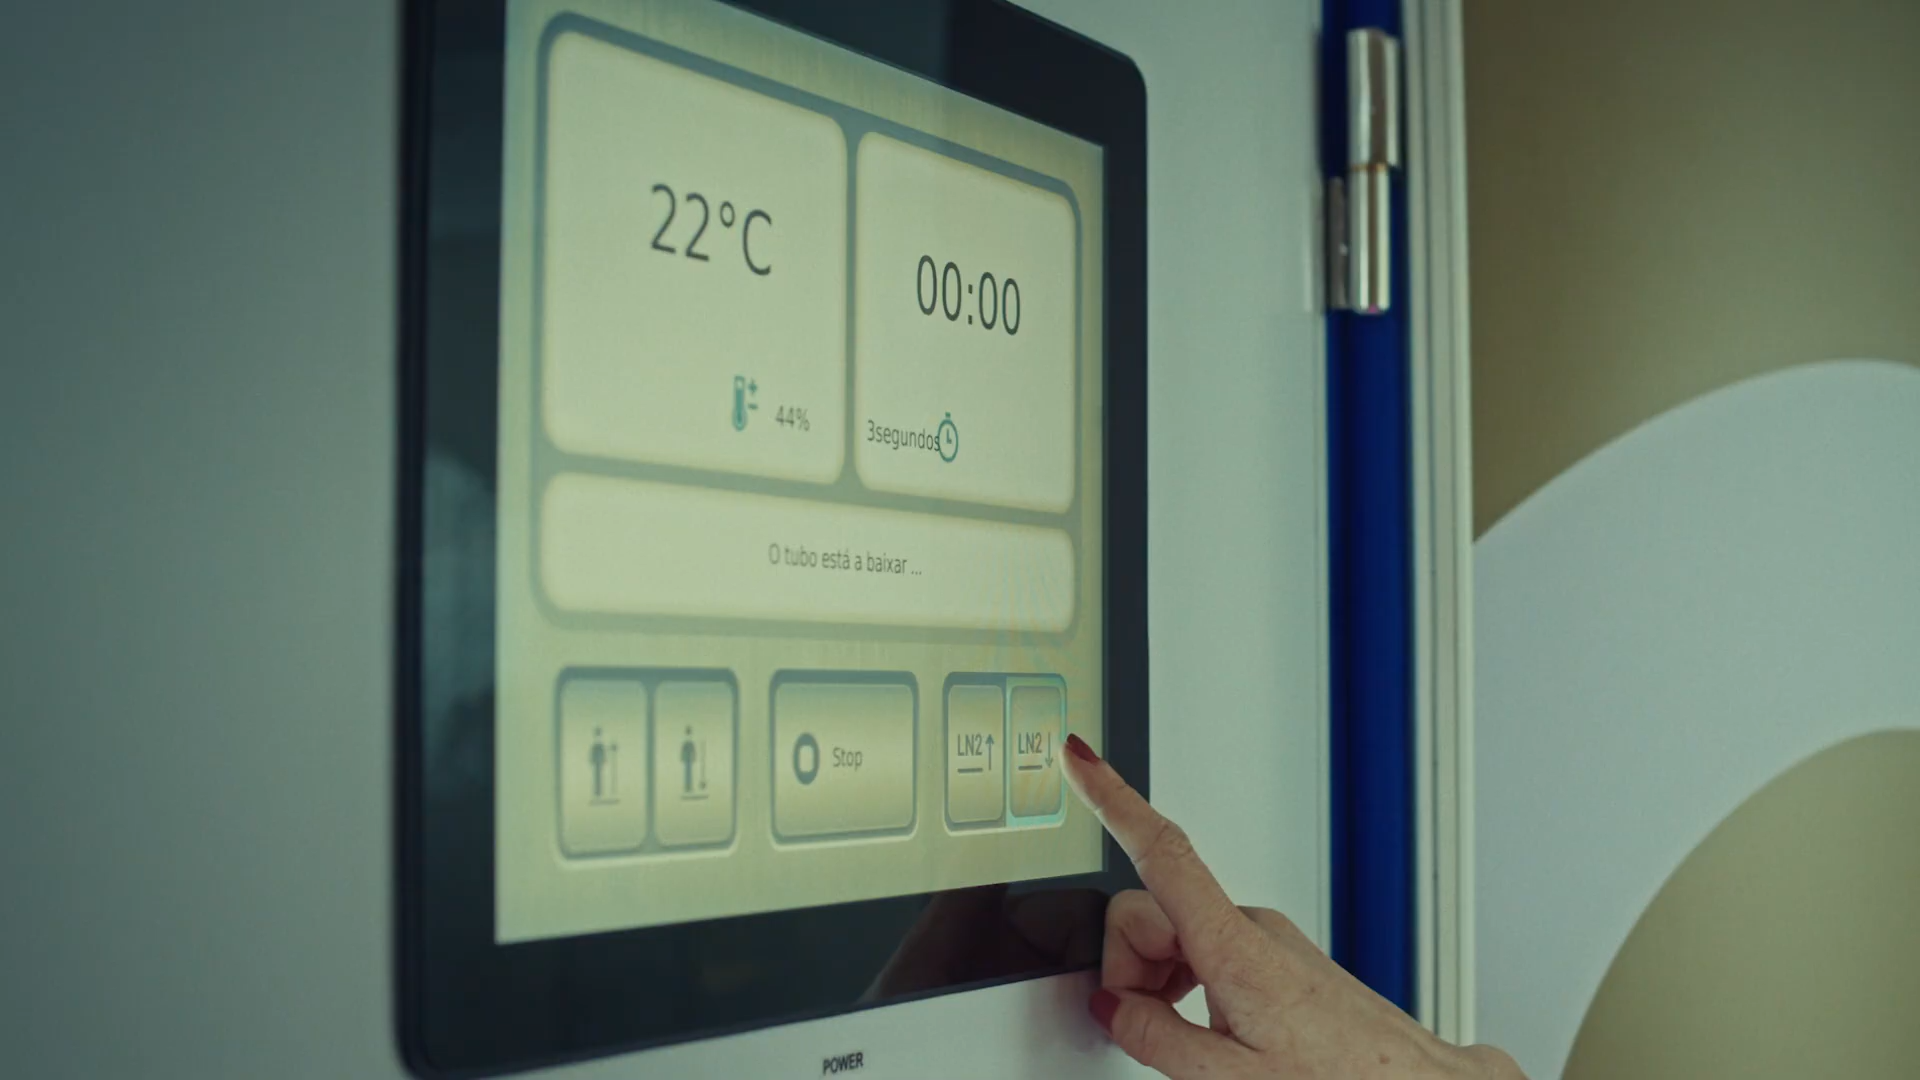 22°C
00:00
44%
3segundos
O tubo está a baixar ...
Stop
LN2
LN2
POWER